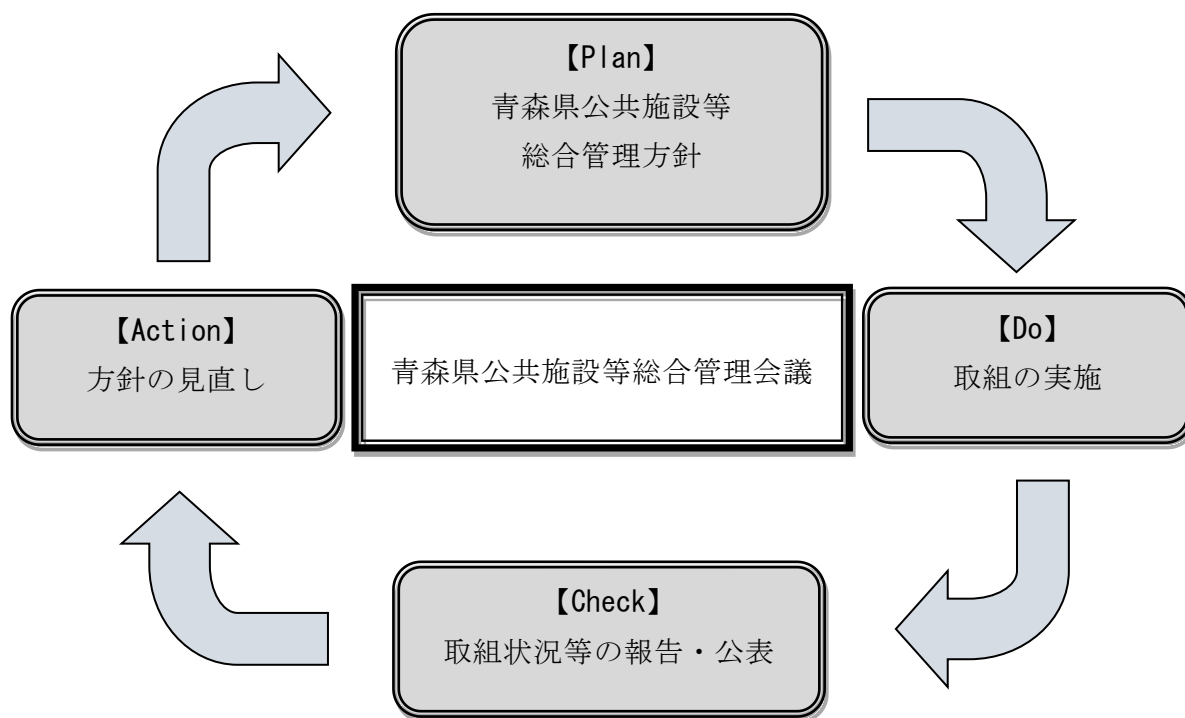 【Plan】
青森県公共施設等
総合管理方針
【Action】
方針の見直し
青森県公共施設等総合管理会議
【Do】
取組の実施
【Check】
取組状況等の報告・公表